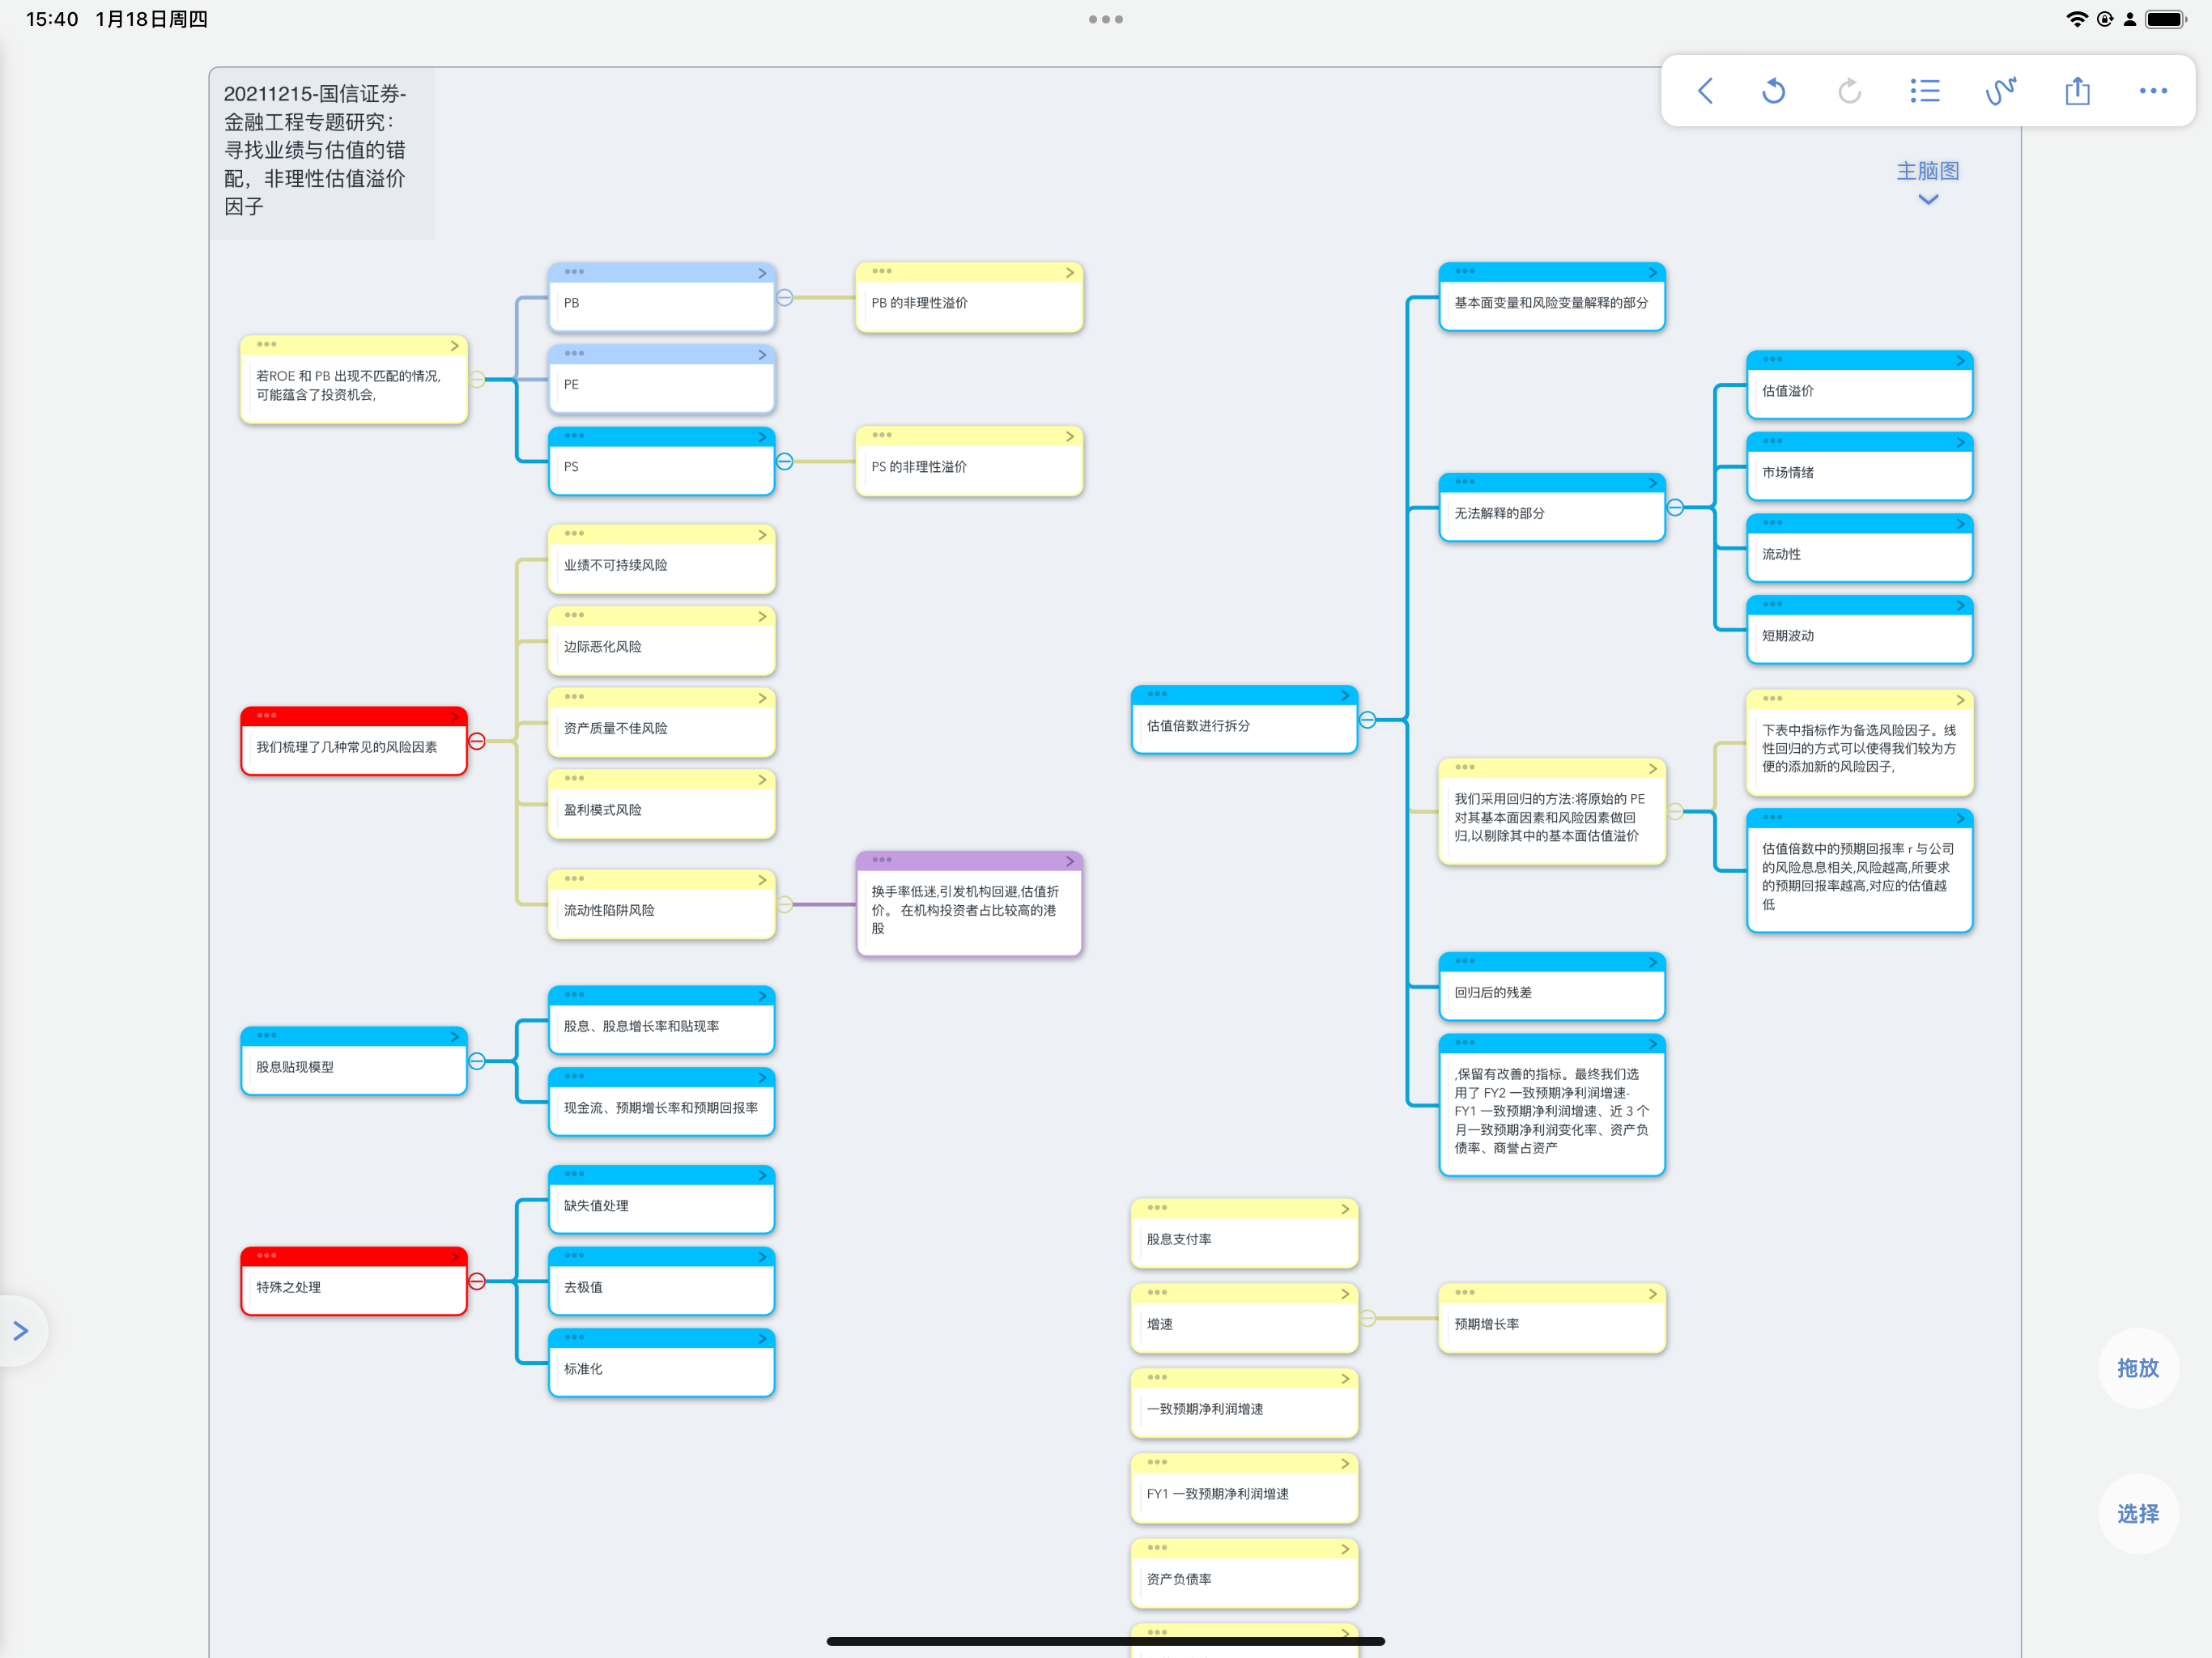 15:40 1月18日周四
20211215-国信证券-
金融工程专题研究：
寻找业绩与估值的错
配，非理性估值溢价
因子
主脑图
若ROE 和 PB 出现不匹配的情况,
可能蕴含了投资机会,
PB
PB 的非理性溢价
PE
PS
PS 的非理性溢价
我们梳理了几种常见的风险因素
业绩不可持续风险
边际恶化风险
资产质量不佳风险
盈利模式风险
流动性陷阱风险
换手率低迷,引发机构回避,估值折
价。 在机构投资者占比较高的港
股
股息贴现模型
股息、股息增长率和贴现率
现金流、预期增长率和预期回报率
特殊之处理
缺失值处理
去极值
标准化
估值倍数进行拆分
基本面变量和风险变量解释的部分
无法解释的部分
估值溢价
市场情绪
流动性
短期波动
我们采用回归的方法:将原始的 PE
对其基本面因素和风险因素做回
归,以剔除其中的基本面估值溢价
下表中指标作为备选风险因子。线
性回归的方式可以使得我们较为方
便的添加新的风险因子,
估值倍数中的预期回报率 r 与公司
的风险息息相关,风险越高,所要求
的预期回报率越高,对应的估值越
低
回归后的残差
,保留有改善的指标。最终我们选
用了 FY2 一致预期净利润增速-
FY1 一致预期净利润增速、近 3 个
月一致预期净利润变化率、资产负
债率、商誉占资产
股息支付率
增速
预期增长率
一致预期净利润增速
FY1 一致预期净利润增速
资产负债率
拖放
选择